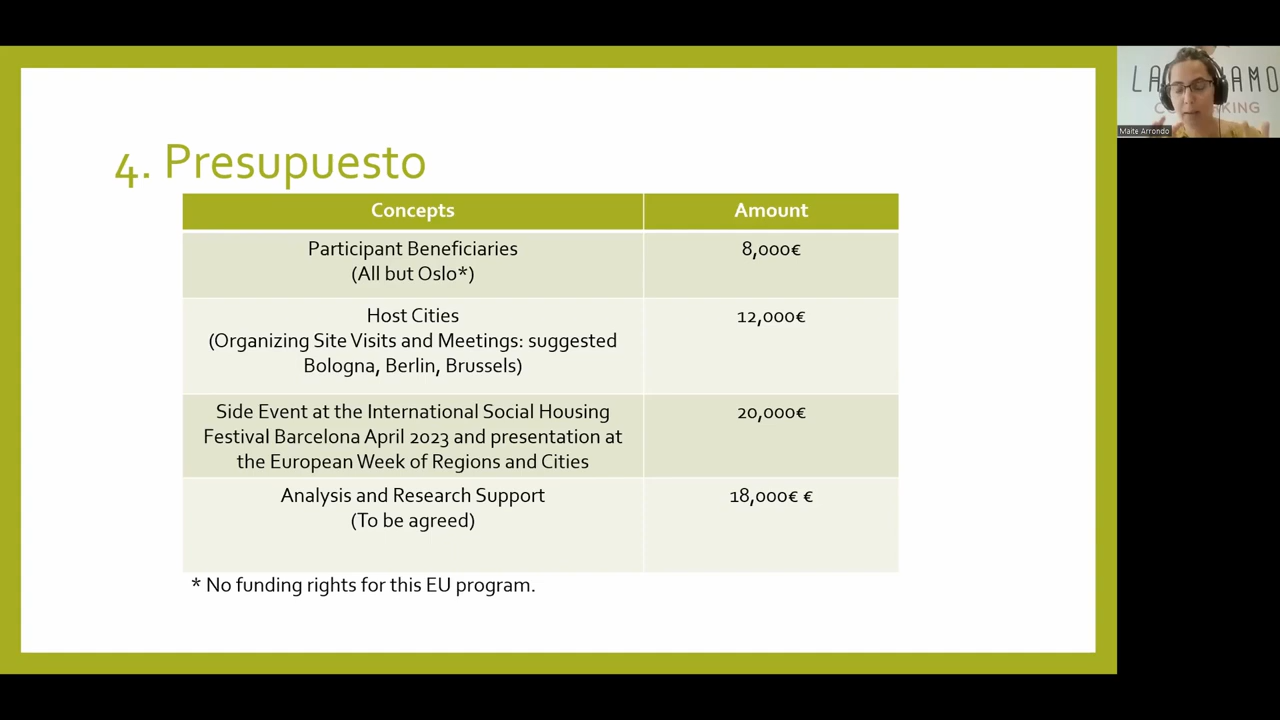 4. Presupuesto
Concepts
Amount
Participant Beneficiaries
(All but Oslo*)
8,000€
Host Cities
(Organizing Site Visits and Meetings: suggested
Bologna, Berlin, Brussels)
12,000€
Side Event at the International Social Housing
Festival Barcelona April 2023 and presentation at
the European Week of Regions and Cities
20,000€
Analysis and Research Support
(To be agreed)
18,000€ €
* No funding rights for this EU program.
Maite Arrondo